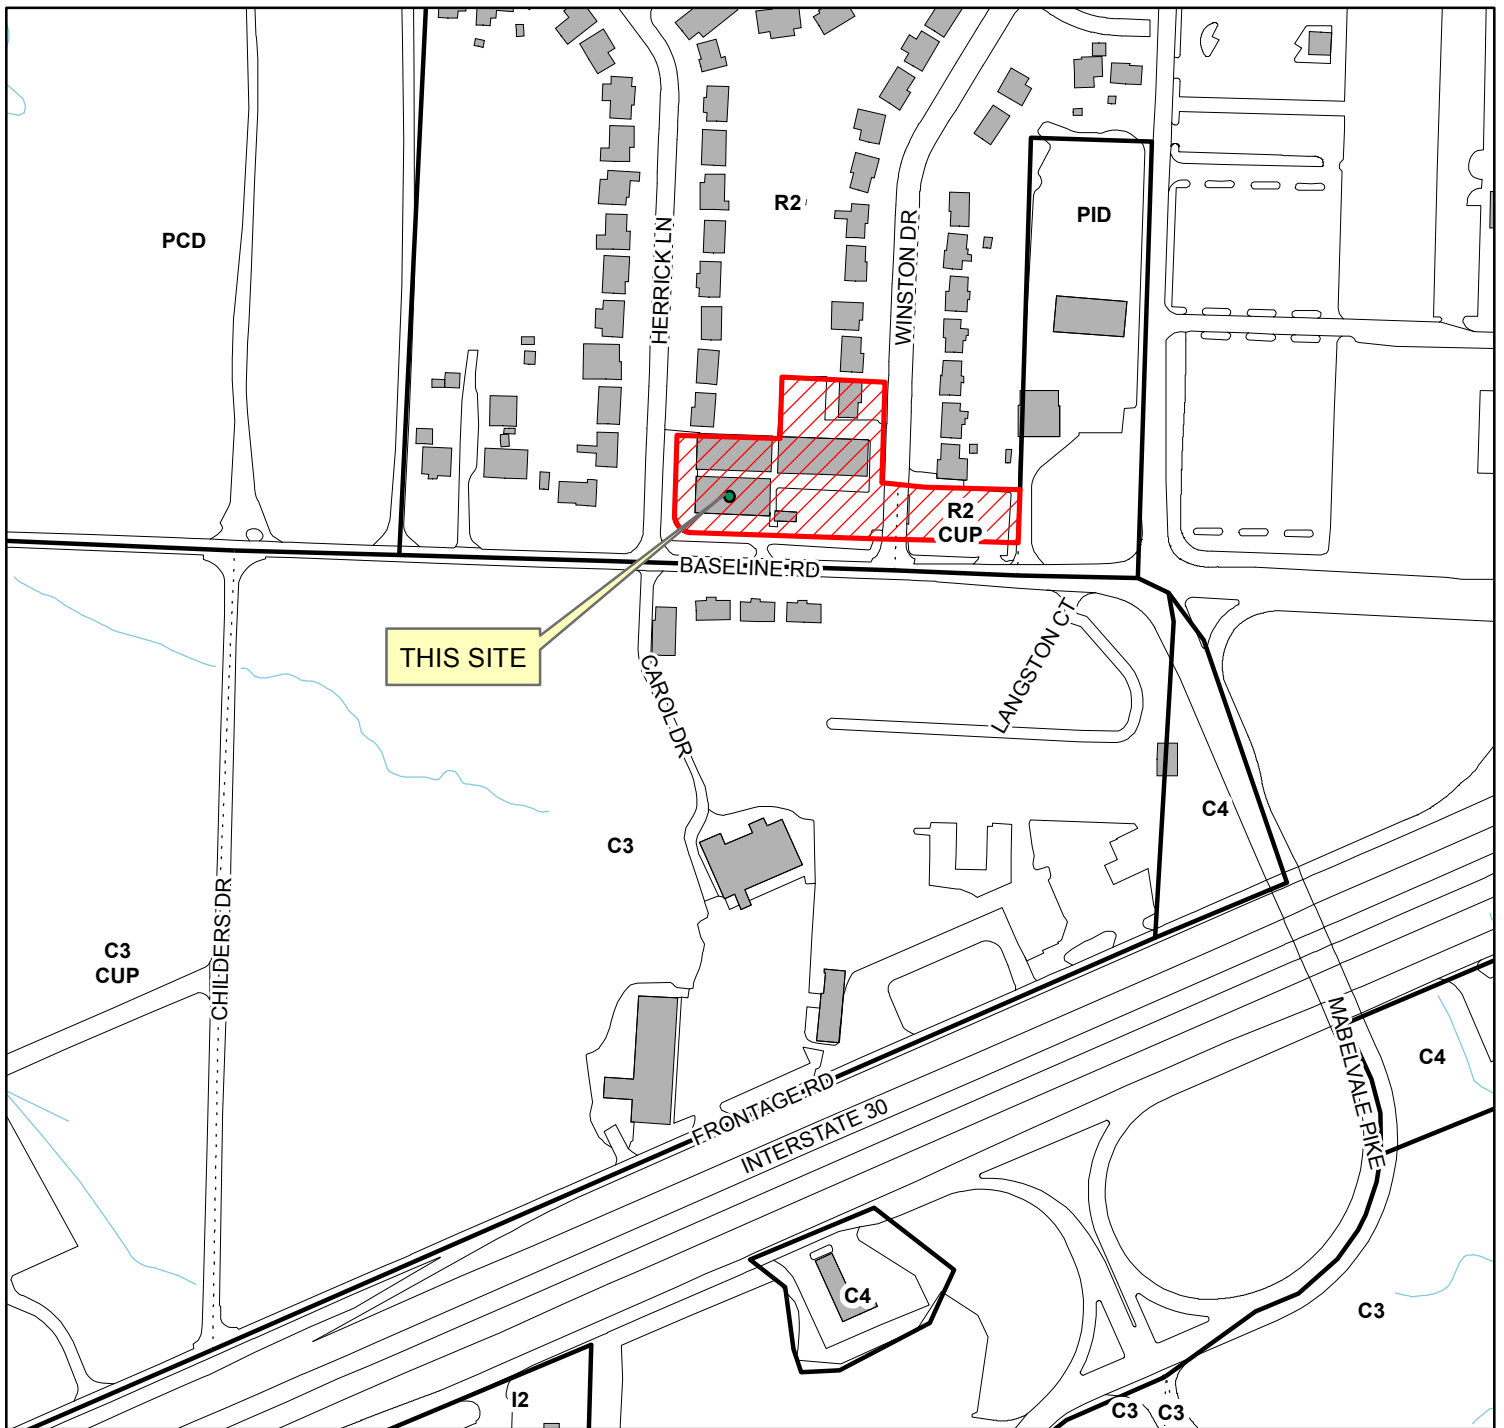 R2
PID
PCD
HERRICK LN
WINSTON DR
R2
CUP
BASELINE RD
THIS SITE
LANGSTON CT
CAROL DR
C4
C3
CHILDERS DR
C3
CUP
MABELVALE PIKE
C4
FRONTAGE RD
INTERSTATE 30
C4
C3
I2
C3
C3